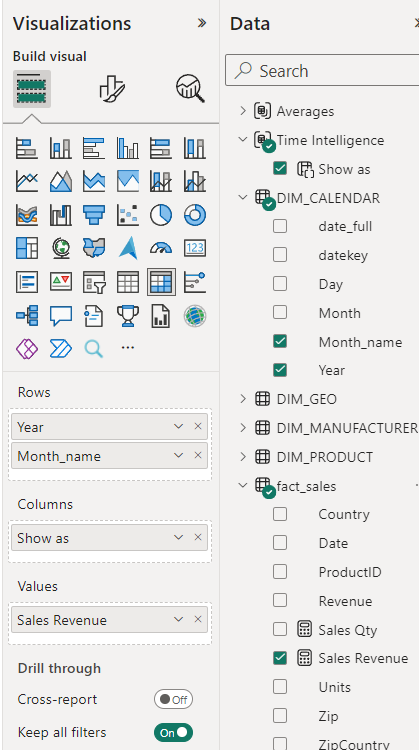 Visualizations
»
Build visual
123
...
Rows
Year
Month_name
Columns
Show as
Values
Sales Revenue
Drill through
Cross-report
Off
Keep all filters
On
Data
Search
Averages
Time Intelligence
Show as
DIM_CALENDAR
date_full
datekey
Day
Month
Month_name
Year
DIM_GEO
DIM_MANUFACTURER
DIM_PRODUCT
fact_sales
Country
Date
ProductID
Revenue
Sales Qty
Sales Revenue
Units
Zip
ZipCountry